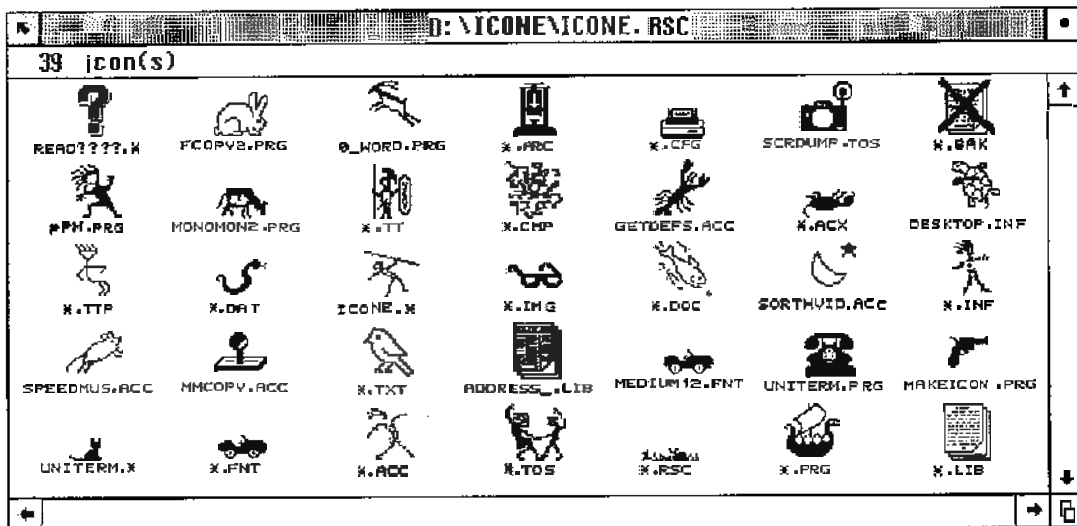 D:\ICONE\ICONE.RSC
39 icon(s)
READ????.* FCOPY2.PRG 0_WORD.PRG *.ARC *.CFG SCRDUMP.TOS *.BAK
*PM.PRG MONOMON2.PRG *.TT *.CMP GETDEFS.ACC *.ACX DESKTOP.INF
*.TTP *.DAT ICONE.* *.IMG *.DOC SORTHVID.ACC *.INF
SPEEDMUS.ACC MMCOPY.ACC *.TXT ADDRESS_.LIB MEDIUM12.FNT UNITERM.PRG MAKEICON.PRG
UNITERM.* *.FNT *.ACC *.TOS *.RSC *.PRG *.LIB